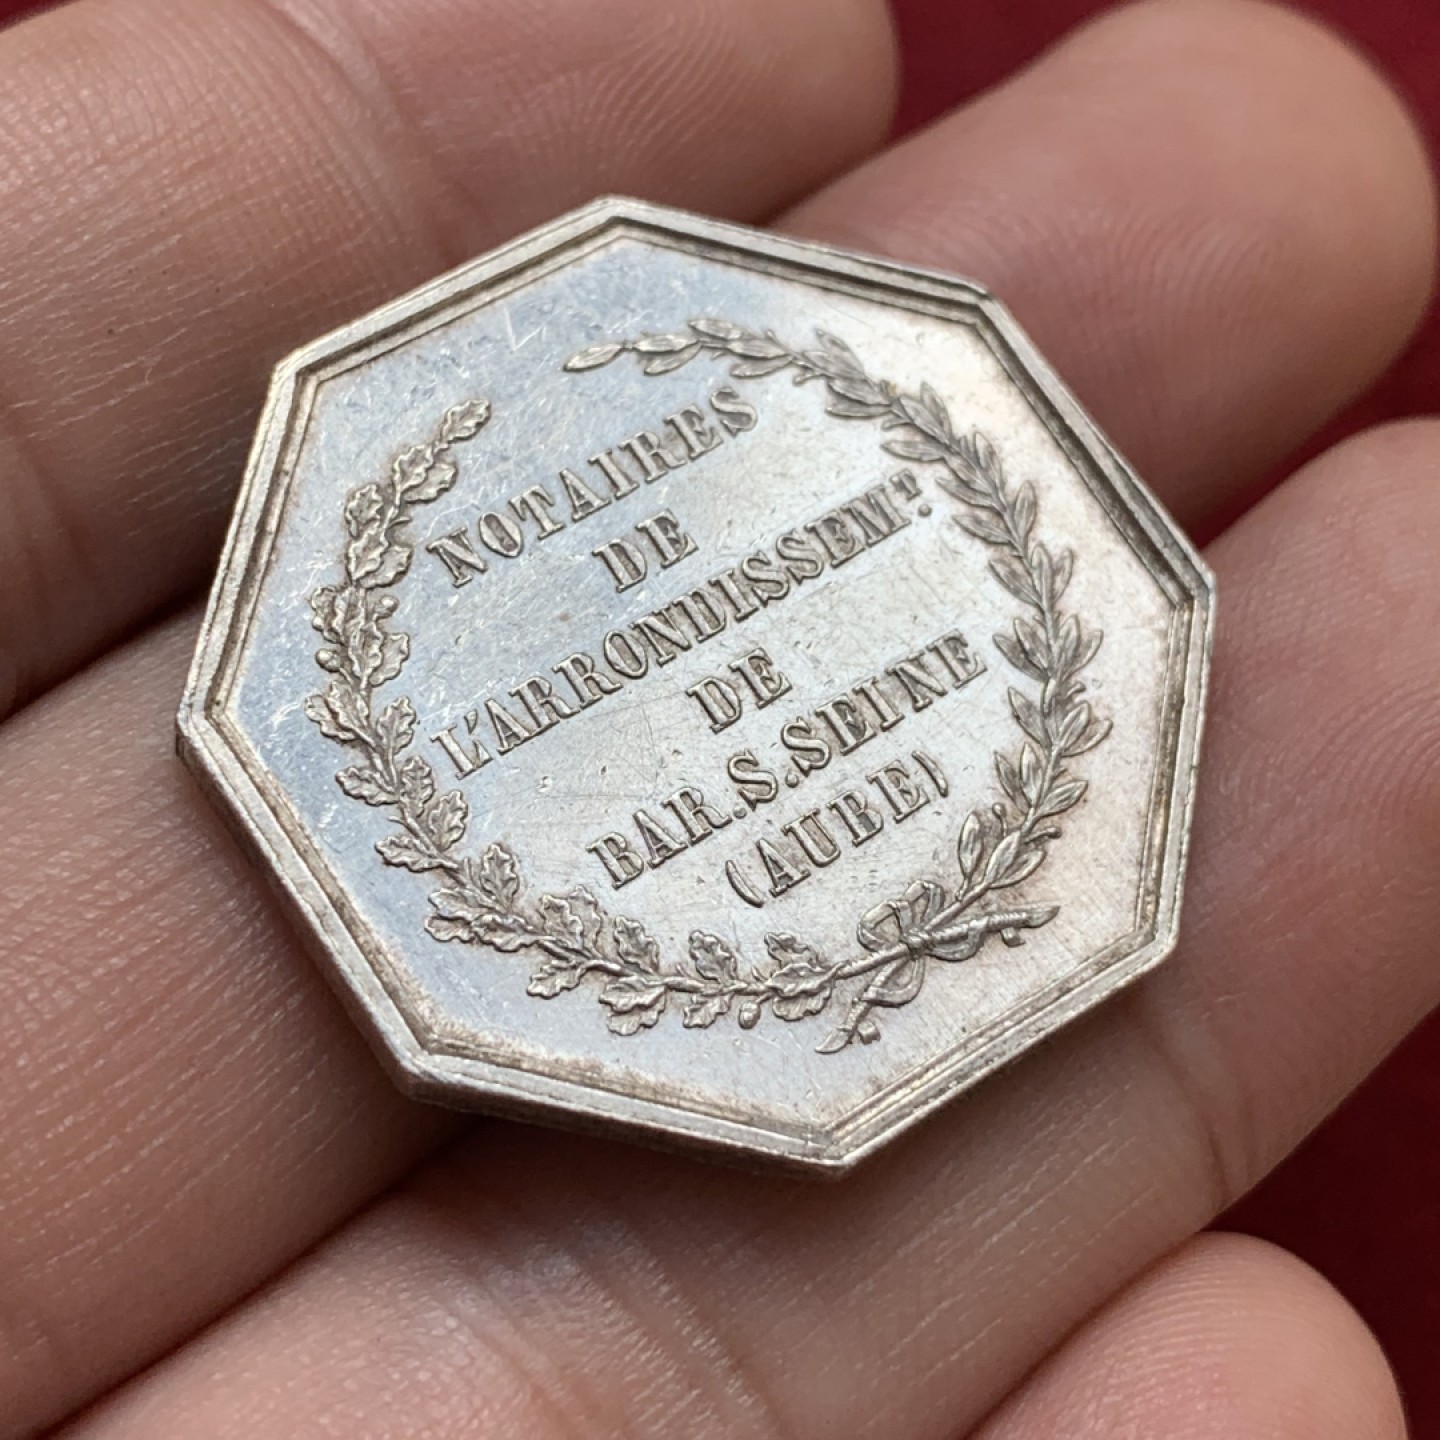 NOTAIRES
DE
L'ARRONDISSEMT.
DE
BAR.S.SEINE
(AUBE)